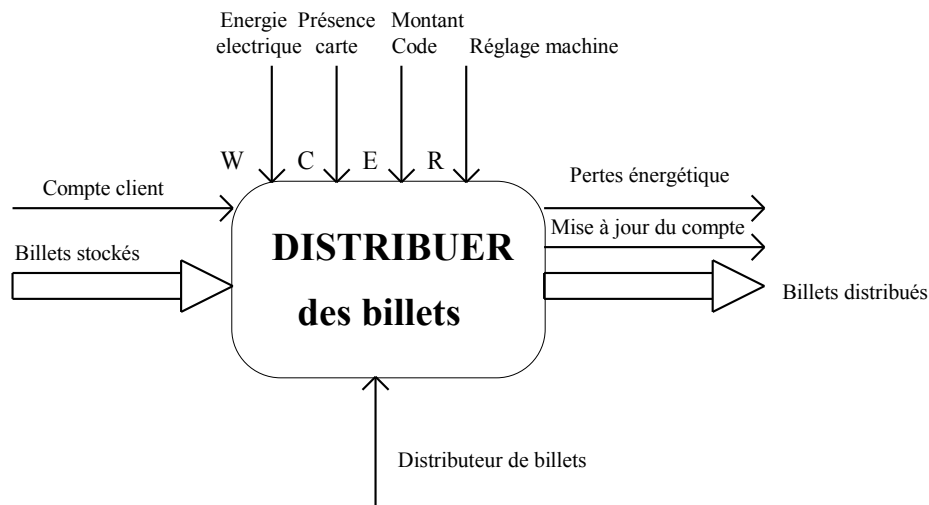 Energie
electrique
Présence
carte
Montant
Code
Réglage machine
W
C
E
R
Compte client
Billets stockés
DISTRIBUER
des billets
Pertes énergétique
Mise à jour du compte
Billets distribués
Distributeur de billets